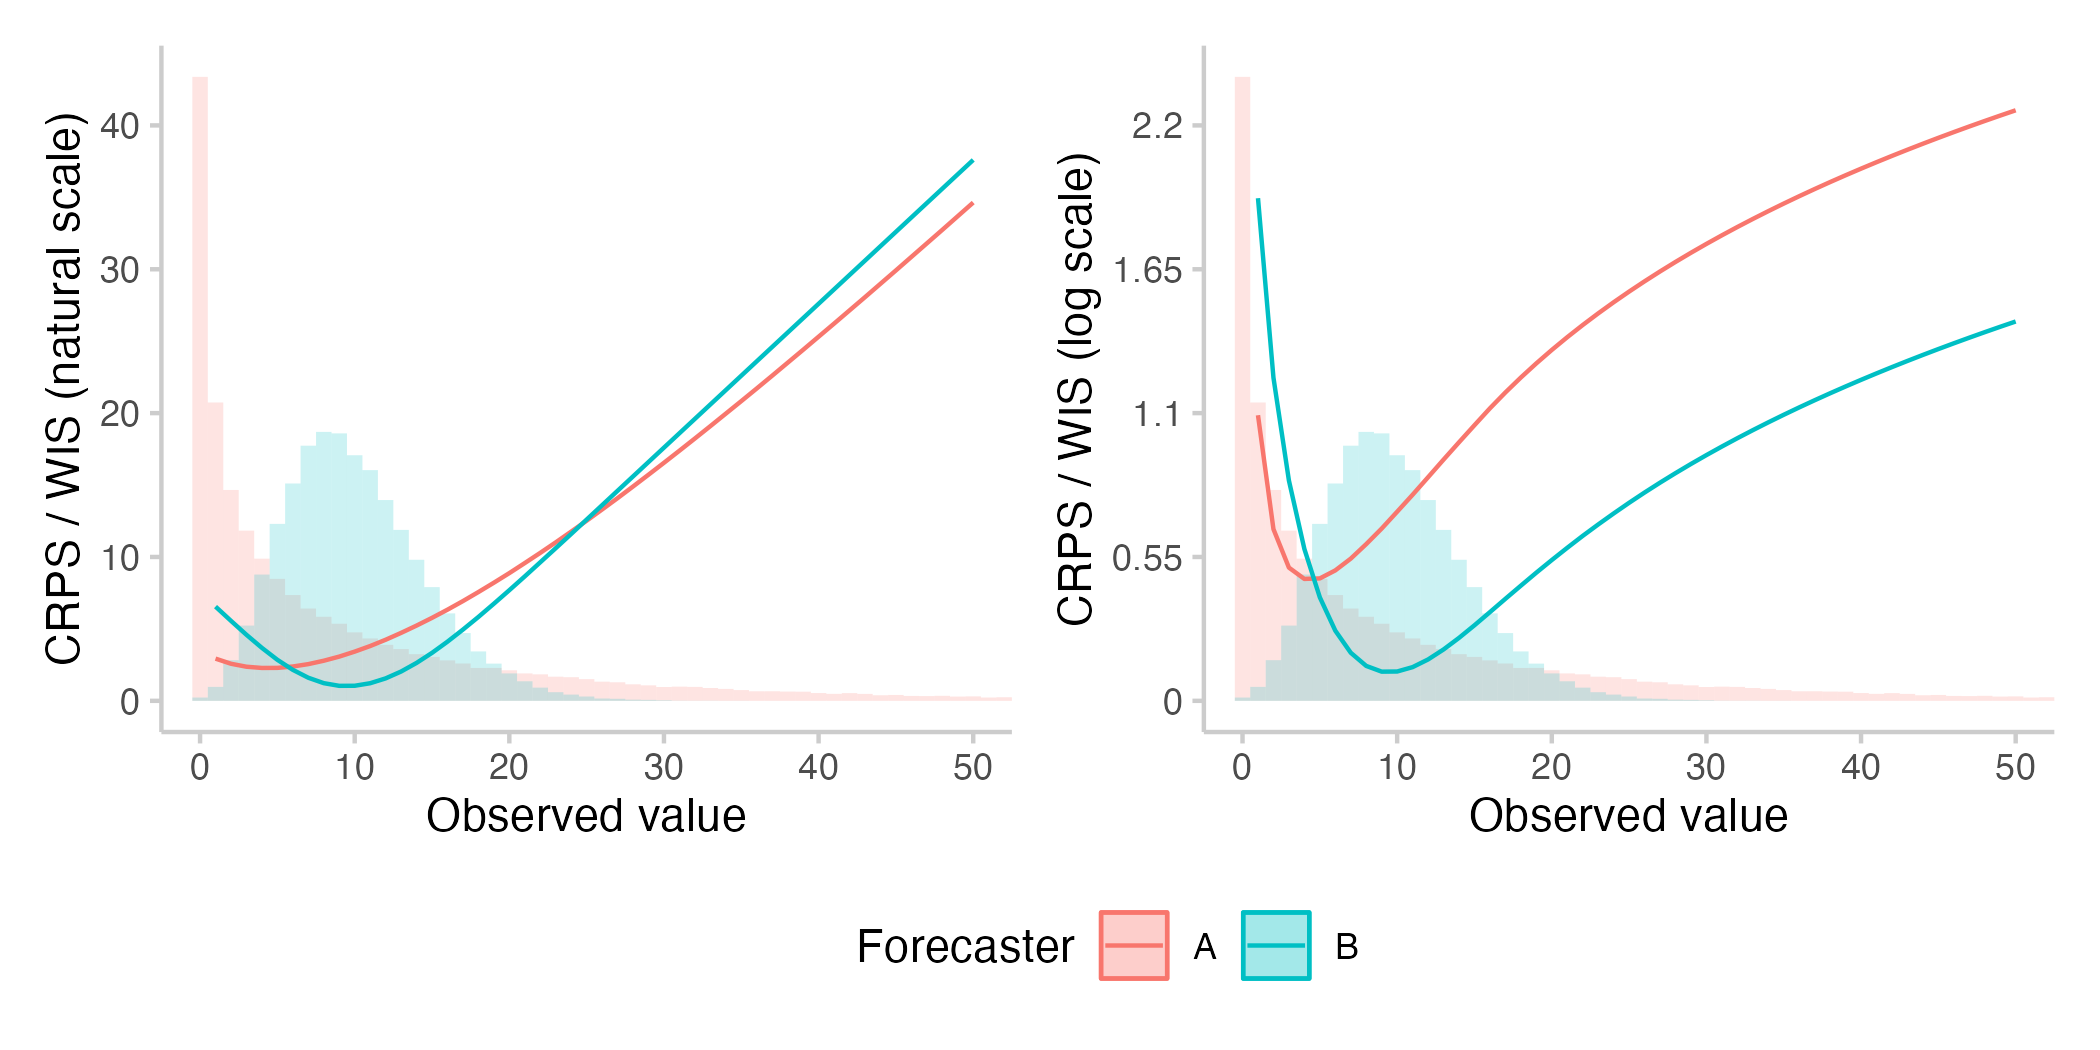 CRPS / WIS (natural scale)
40
30
20
10
0
0 10 20 30 40 50
Observed value
CRPS / WIS (log scale)
2.2
1.65
1.1
0.55
0
0 10 20 30 40 50
Observed value
Forecaster A B